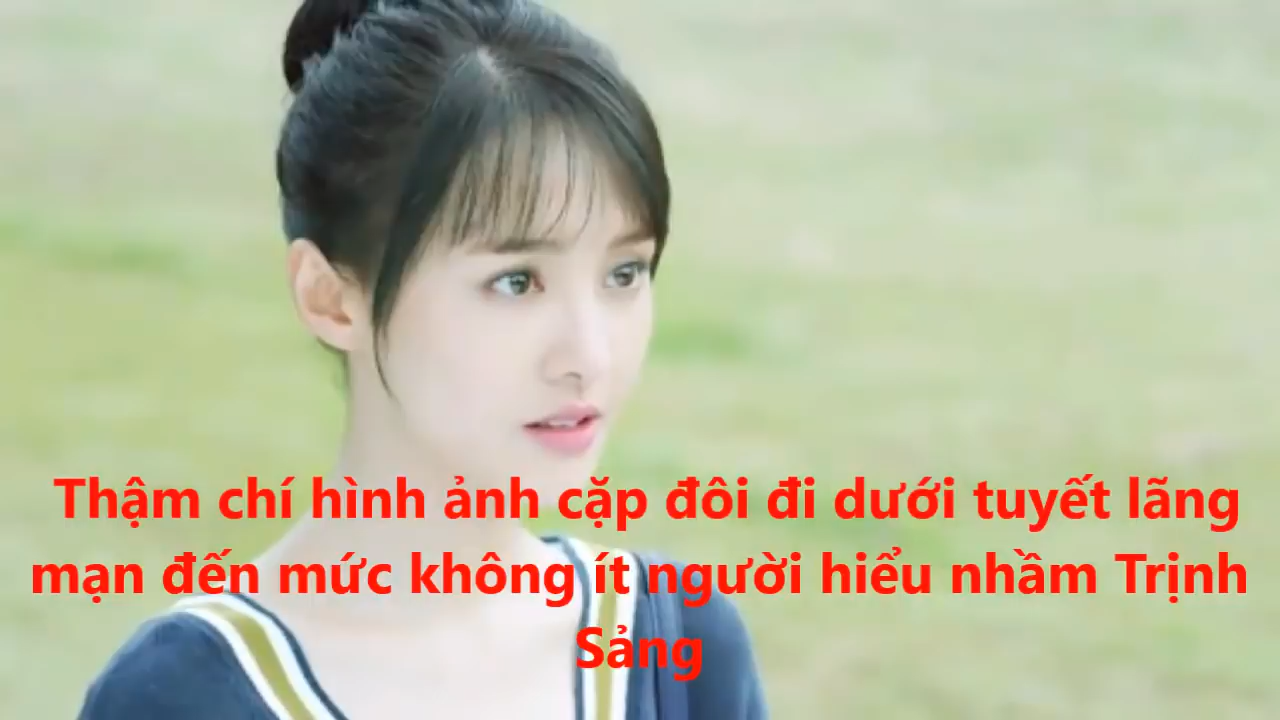 Thậm chí hình ảnh cặp đôi đi dưới tuyết lãng
mạn đến mức không ít người hiểu nhầm Trịnh
Sảng